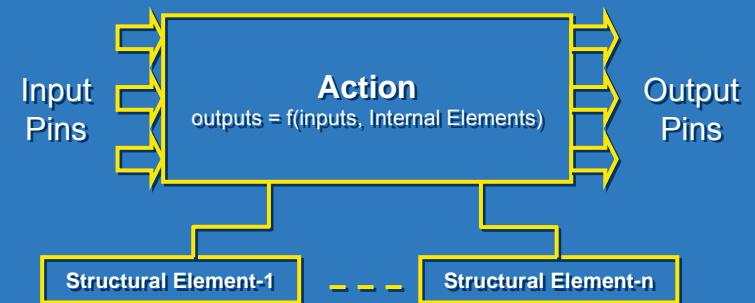 Input
Pins
Action
outputs = f(inputs, Internal Elements)
Output
Pins
Structural Element-1
Structural Element-n